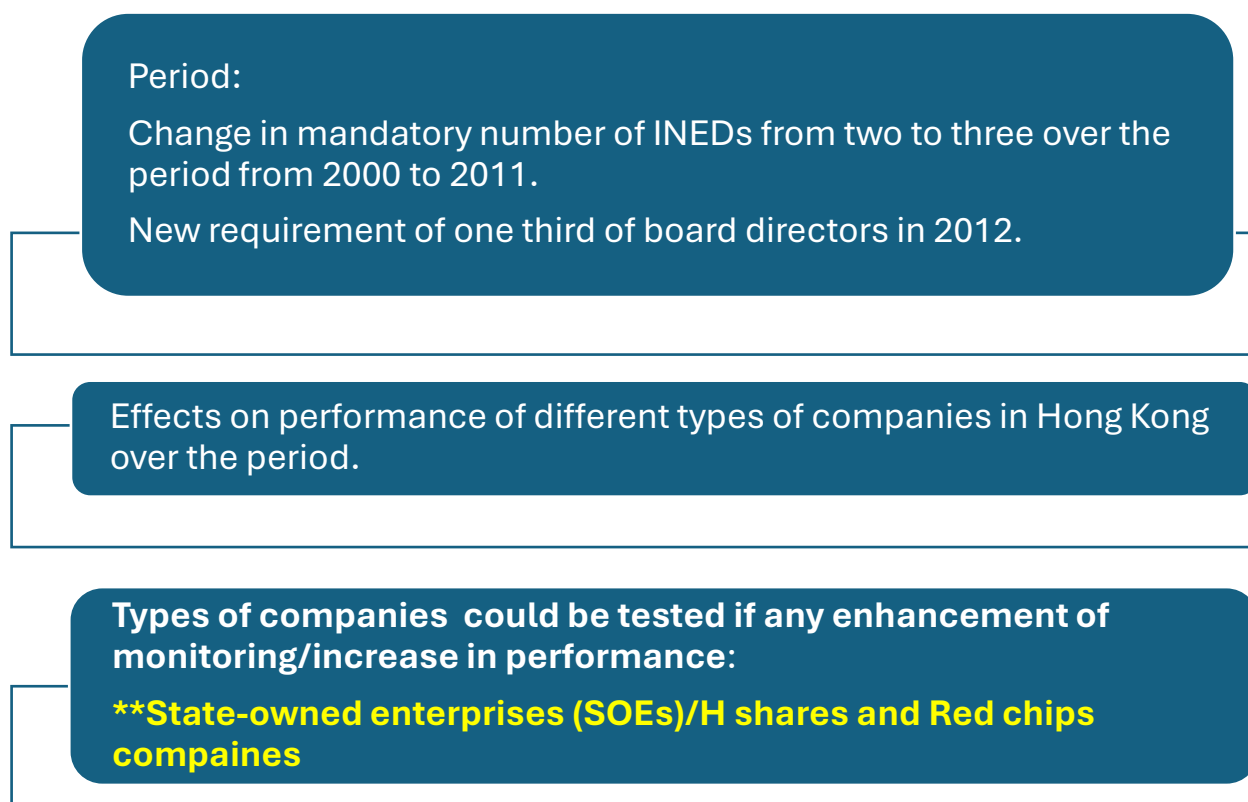 Period:
Change in mandatory number of INEDs from two to three over the
period from 2000 to 2011.
New requirement of one third of board directors in 2012.
Effects on performance of different types of companies in Hong Kong
over the period.
Types of companies  could be tested if any enhancement of
monitoring/increase in performance:
**State-owned enterprises (SOEs)/H shares and Red chips
compaines